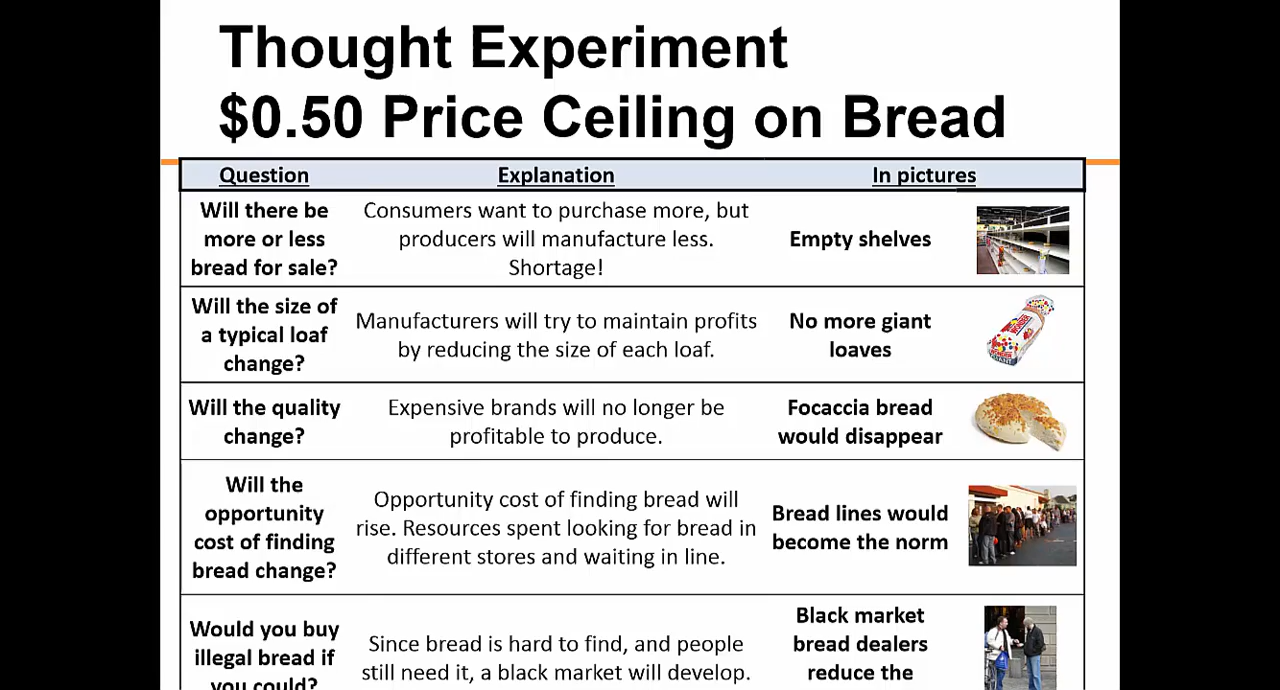 Thought Experiment
$0.50 Price Ceiling on Bread
Question
Explanation
In pictures
Will there be
more or less
bread for sale?
Consumers want to purchase more, but
producers will manufacture less.
Shortage!
Empty shelves
Will the size of
a typical loaf
change?
Manufacturers will try to maintain profits
by reducing the size of each loaf.
No more giant
loaves
Will the quality
change?
Expensive brands will no longer be
profitable to produce.
Focaccia bread
would disappear
Will the
opportunity
cost of finding
bread change?
Opportunity cost of finding bread will
rise. Resources spent looking for bread in
different stores and waiting in line.
Bread lines would
become the norm
Would you buy
illegal bread if
you could?
Since bread is hard to find, and people
still need it, a black market will develop.
Black market
bread dealers
reduce the